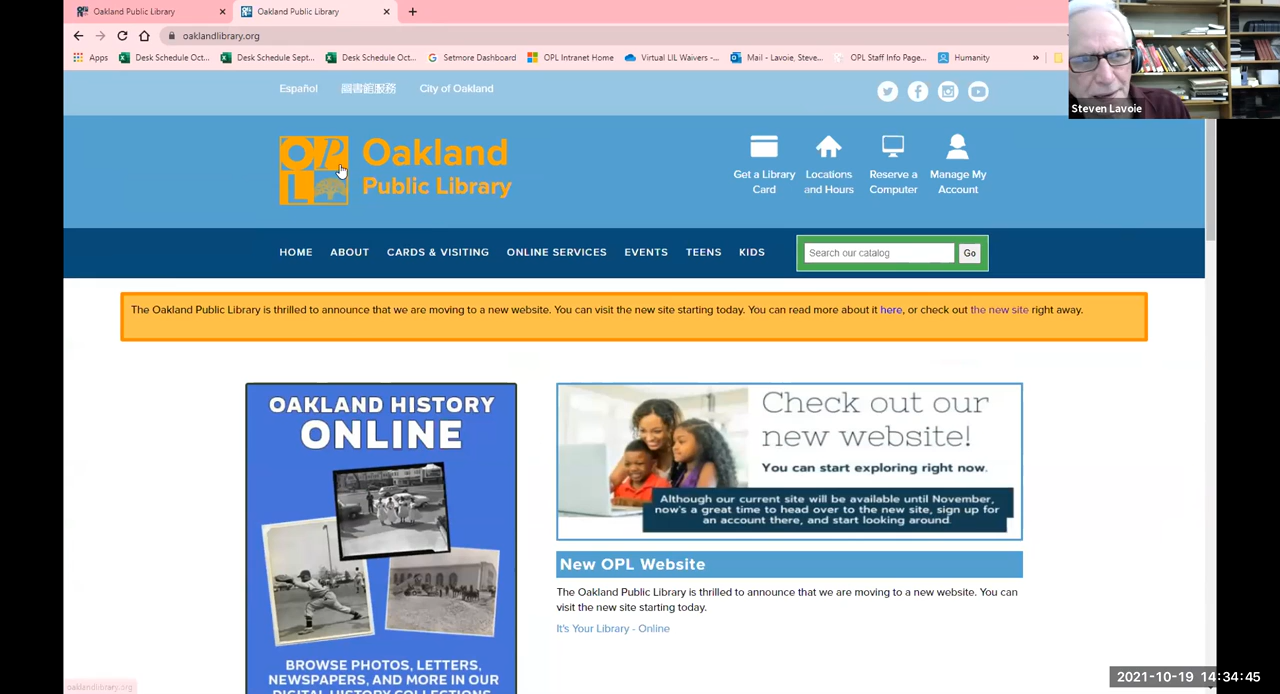 Oakland Public Library
Oakland Public Library
oaklandlibrary.org
Apps
Desk Schedule Oct...
Desk Schedule Sept...
Desk Schedule Oct...
Setmore Dashboard
OPL Intranet Home
Virtual LIL Waivers -...
Mail - Lavoie, Steve...
OPL Staff Info Page...
Humanity
»
Steven Lavoie
Español
圖書館服務
City of Oakland
OPL
Oakland
Public Library
Get a Library
Card
Locations
and Hours
Reserve a
Computer
Manage My
Account
HOME
ABOUT
CARDS & VISITING
ONLINE SERVICES
EVENTS
TEENS
KIDS
Search our catalog
Go
The Oakland Public Library is thrilled to announce that we are moving to a new website. You can visit the new site starting today. You can read more about it here, or check out the new site right away.
OAKLAND HISTORY
ONLINE
BROWSE PHOTOS, LETTERS,
NEWSPAPERS, AND MORE IN OUR
DIGITAL HISTORY COLLECTIONS
Check out our
new website!
You can start exploring right now.
Although our current site will be available until November,
now's a great time to head over to the new site, sign up for
an account there, and start looking around.
New OPL Website
The Oakland Public Library is thrilled to announce that we are moving to a new website. You can
visit the new site starting today.
It's Your Library - Online
oaklandlibrary.org
2021-10-19 14:34:45